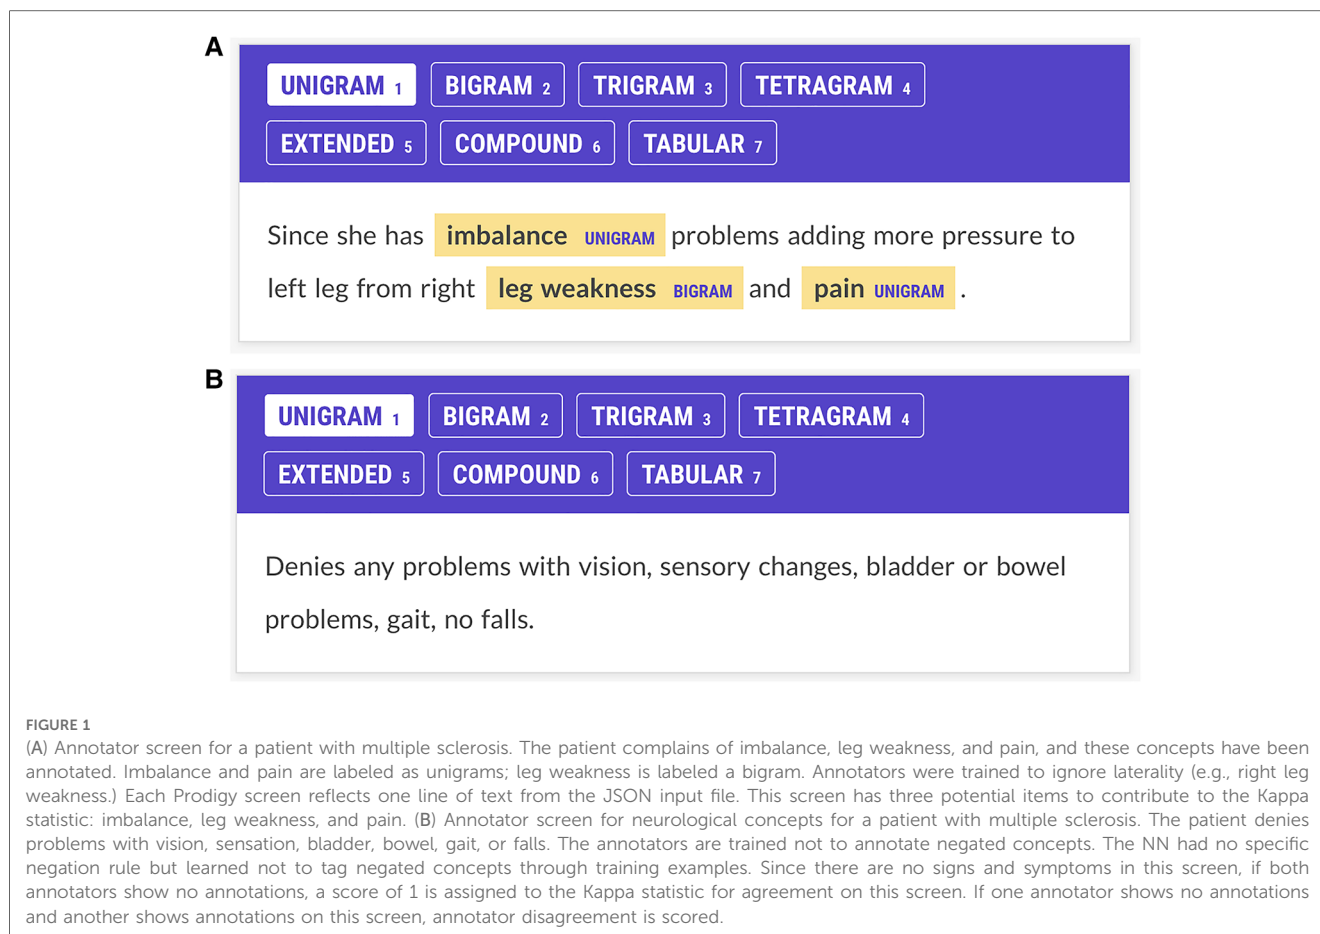 A
UNIGRAM 1 BIGRAM 2 TRIGRAM 3 TETRAGRAM 4
EXTENDED 5 COMPOUND 6 TABULAR 7
Since she has imbalance UNIGRAM problems adding more pressure to
left leg from right leg weakness BIGRAM and pain UNIGRAM .
B
UNIGRAM 1 BIGRAM 2 TRIGRAM 3 TETRAGRAM 4
EXTENDED 5 COMPOUND 6 TABULAR 7
Denies any problems with vision, sensory changes, bladder or bowel
problems, gait, no falls.
FIGURE 1
(A) Annotator screen for a patient with multiple sclerosis. The patient complains of imbalance, leg weakness, and pain, and these concepts have been
annotated. Imbalance and pain are labeled as unigrams; leg weakness is labeled a bigram. Annotators were trained to ignore laterality (e.g., right leg
weakness.) Each Prodigy screen reflects one line of text from the JSON input file. This screen has three potential items to contribute to the Kappa
statistic: imbalance, leg weakness, and pain. (B) Annotator screen for neurological concepts for a patient with multiple sclerosis. The patient denies
problems with vision, sensation, bladder, bowel, gait, or falls. The annotators are trained not to annotate negated concepts. The NN had no specific
negation rule but learned not to tag negated concepts through training examples. Since there are no signs and symptoms in this screen, if both
annotators show no annotations, a score of 1 is assigned to the Kappa statistic for agreement on this screen. If one annotator shows no annotations
and another shows annotations on this screen, annotator disagreement is scored.